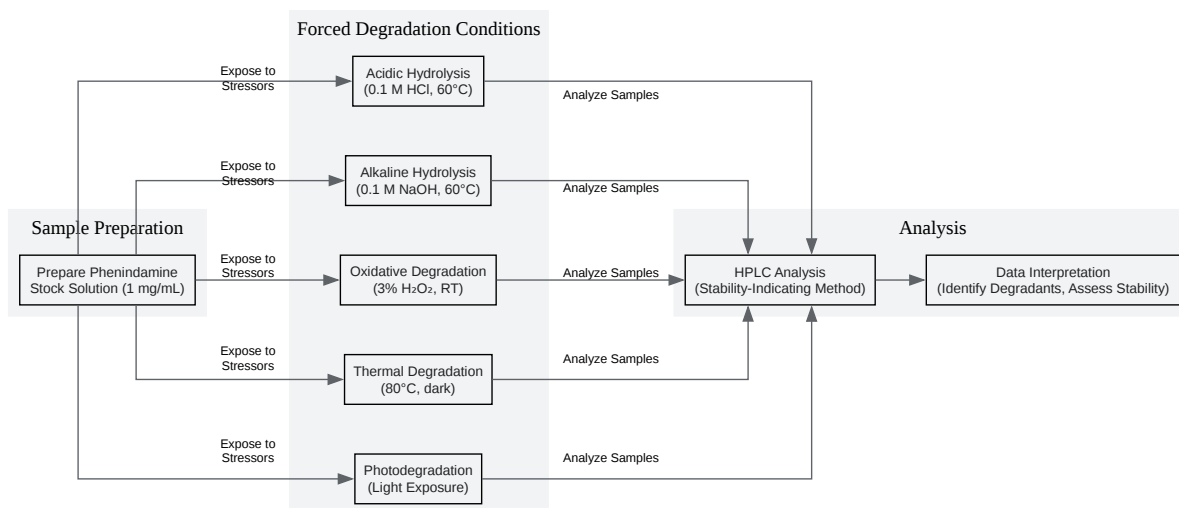 Forced Degradation Conditions
Expose to
Stressors
Acidic Hydrolysis
(0.1 M HCl, 60°C)
Analyze Samples
Expose to
Stressors
Alkaline Hydrolysis
(0.1 M NaOH, 60°C)
Analyze Samples
Sample Preparation
Analysis
Prepare Phenindamine
Stock Solution (1 mg/mL)
Expose to
Stressors
Oxidative Degradation
(3% H₂O₂, RT)
Analyze Samples
HPLC Analysis
(Stability-Indicating Method)
Data Interpretation
(Identify Degradants, Assess Stability)
Expose to
Stressors
Thermal Degradation
(80°C, dark)
Analyze Samples
Expose to
Stressors
Photodegradation
(Light Exposure)
Analyze Samples